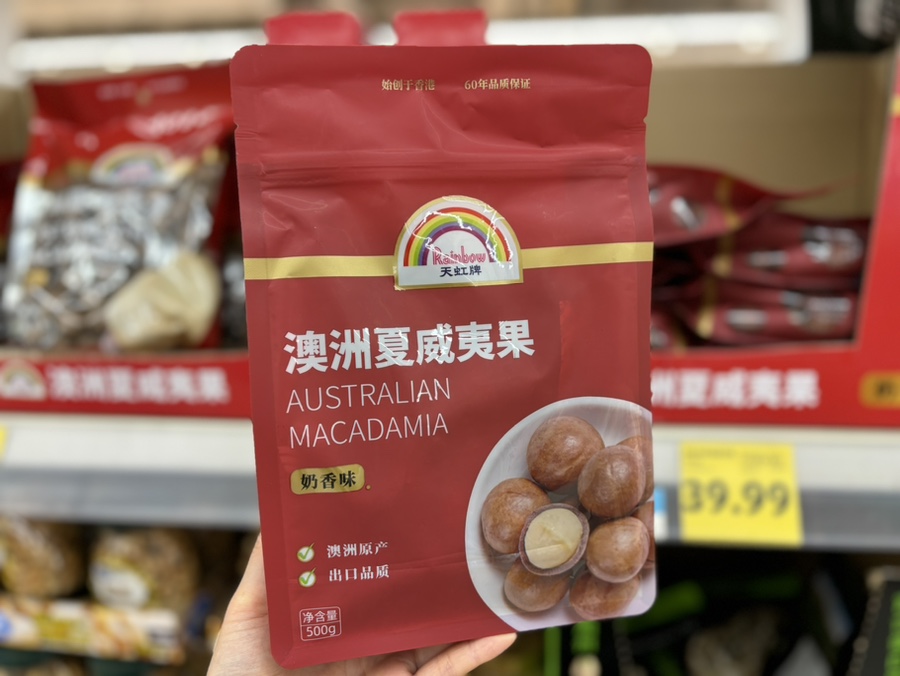 始创于香港 60年品质保证
Rainbow
天虹牌
澳洲夏威夷果
AUSTRALIAN
MACADAMIA
奶香味
澳洲原产
出口品质
净含量
500g
澳洲夏威夷果
洲夏威夷果
39.99